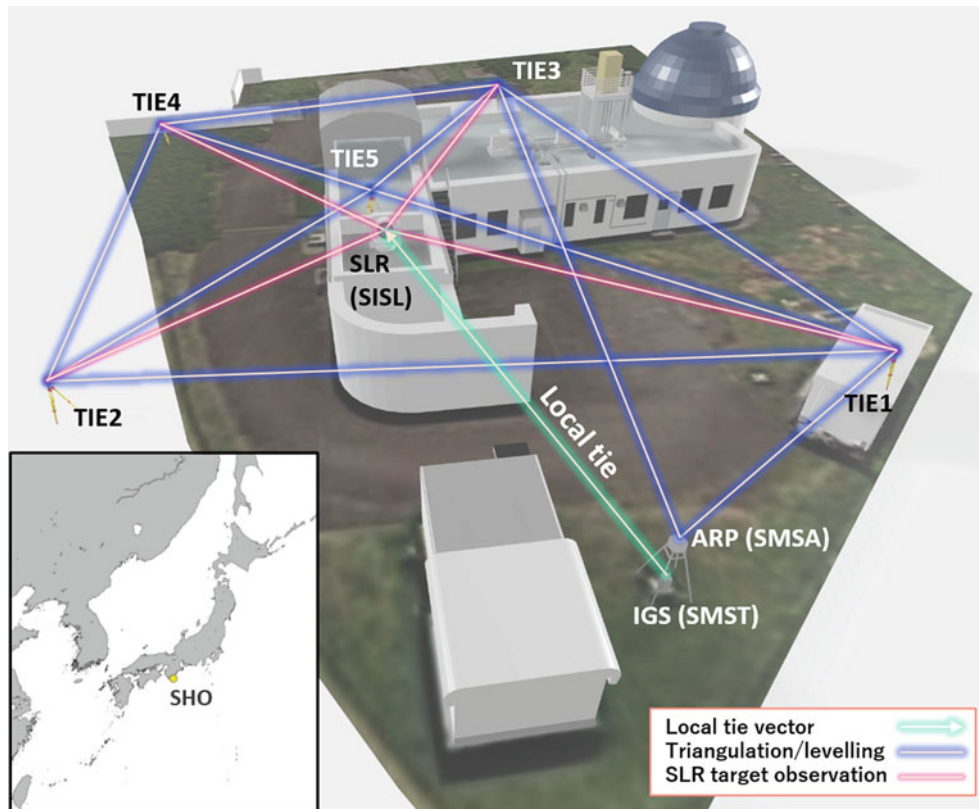 TIE3
TIE4
TIE5
SLR
(SISL)
TIE2
TIE1
Local tie
ARP (SMSA)
IGS (SMST)
SHO
Local tie vector
Triangulation/levelling
SLR target observation